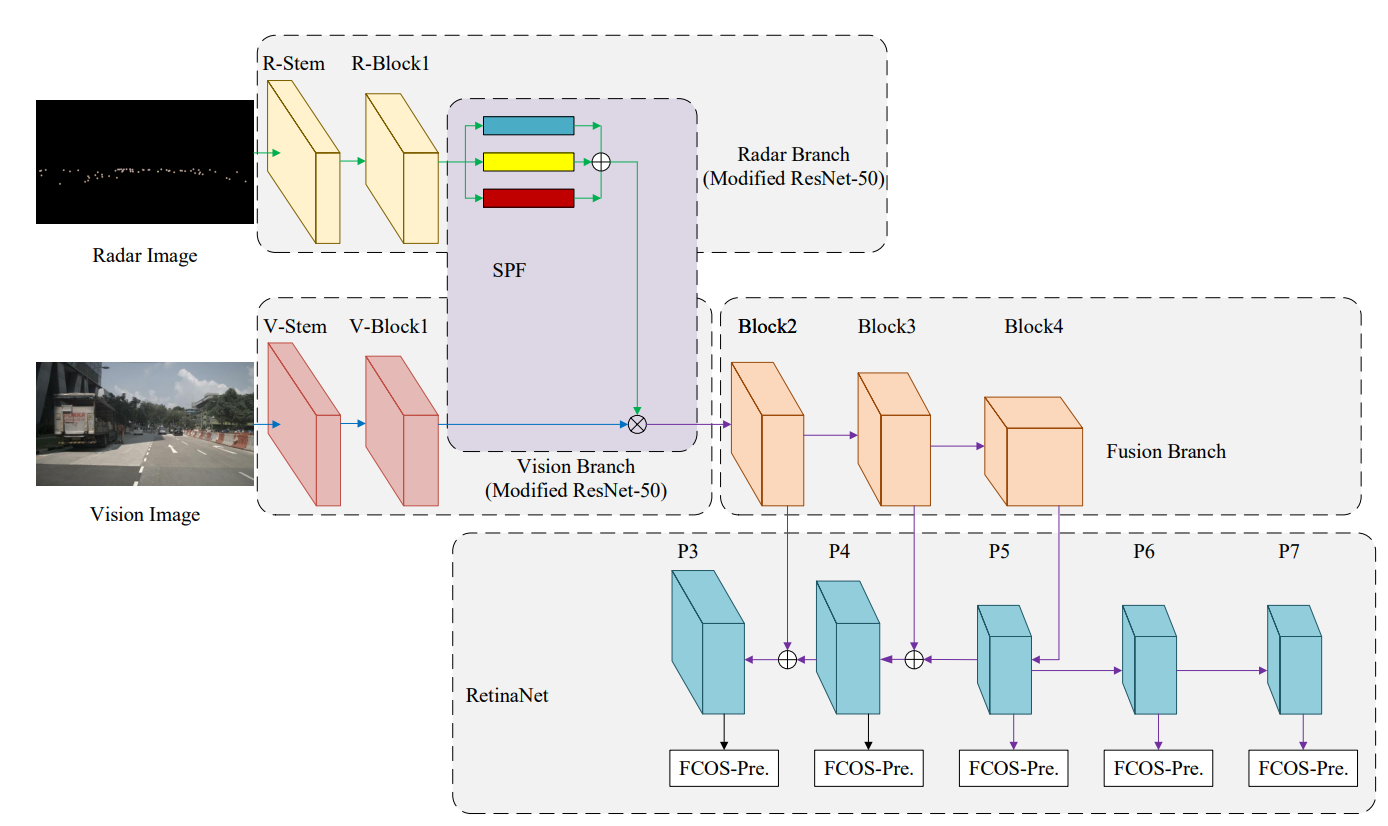 R-Stem R-Block1
Radar Branch
(Modified ResNet-50)
Radar Image
SPF
V-Stem V-Block1
Block2 Block3 Block4
Fusion Branch
Vision Branch
(Modified ResNet-50)
Vision Image
P3 P4 P5 P6 P7
RetinaNet
FCOS-Pre. FCOS-Pre. FCOS-Pre. FCOS-Pre. FCOS-Pre.